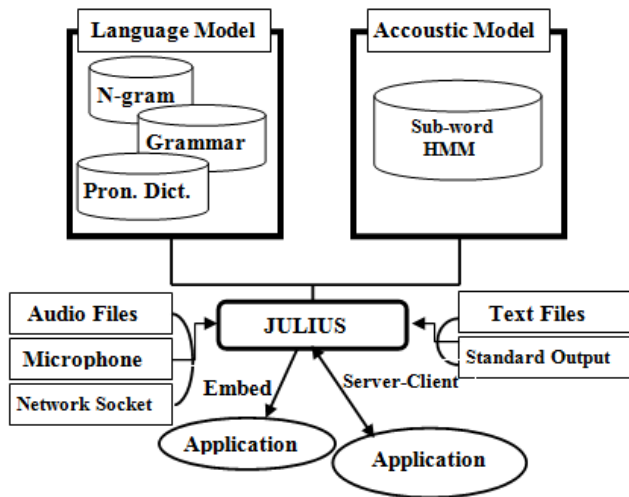 Language Model
Accoustic Model
N-gram
Grammar
Pron. Dict.
Sub-word
HMM
Audio Files
Microphone
Network Socket
JULIUS
Text Files
Standard Output
Embed
Server-Client
Application
Application